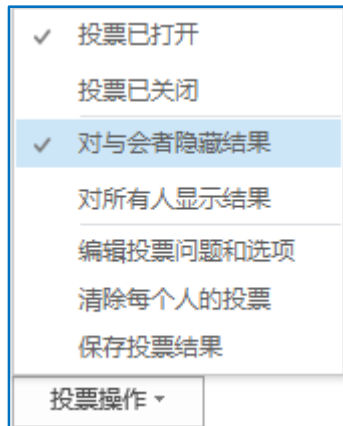 投票已打开
投票已关闭
对与会者隐藏结果
对所有人显示结果
编辑投票问题和选项
清除每个人的投票
保存投票结果
投票操作